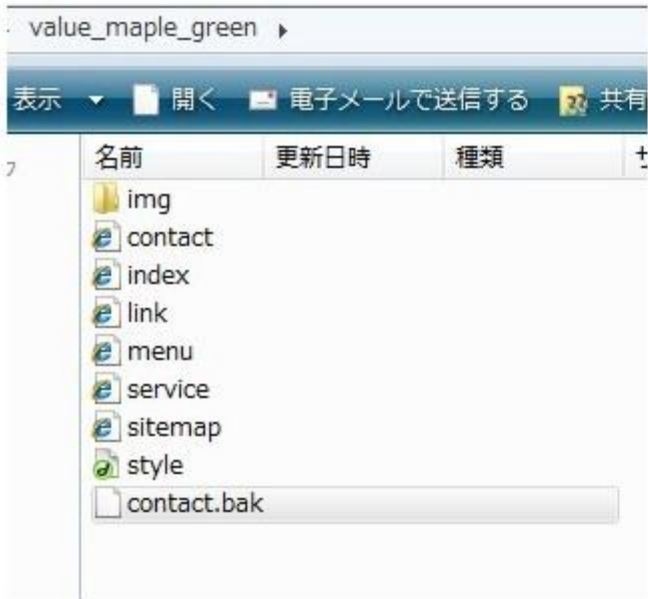 value_maple_green
表示 開く 電子メールで送信する 共有
名前 更新日時 種類
img
contact
index
link
menu
service
sitemap
style
contact.bak